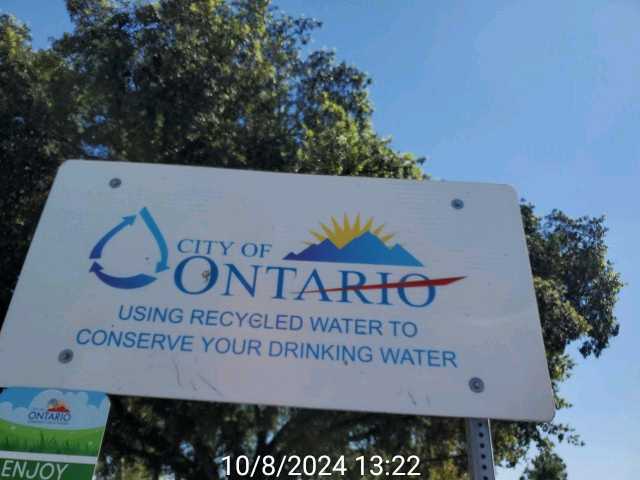 CITY OF
ONTARIO
USING RECYCLED WATER TO
CONSERVE YOUR DRINKING WATER
ONTARIO
ENJOY
10/8/2024 13:22